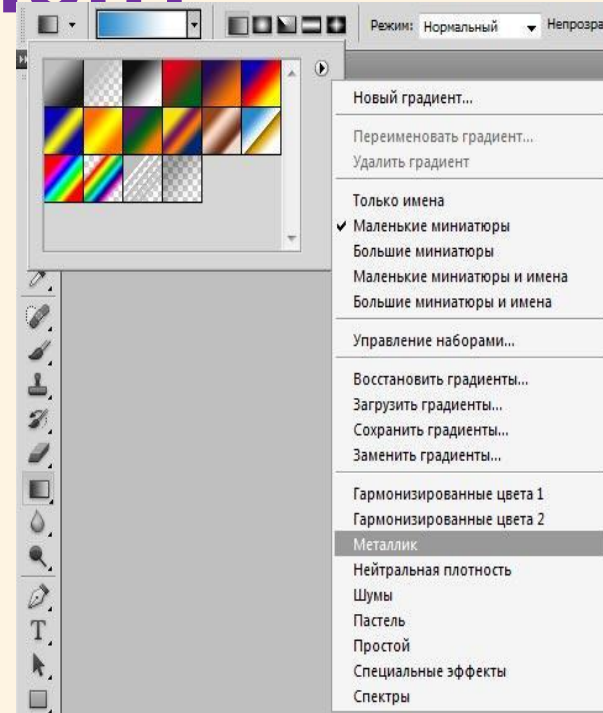 Режим: Нормальный Непрозра
Новый градиент...
Переименовать градиент...
Удалить градиент
Только имена
Маленькие миниатюры
Большие миниатюры
Маленькие миниатюры и имена
Большие миниатюры и имена
Управление наборами...
Восстановить градиенты...
Загрузить градиенты...
Сохранить градиенты...
Заменить градиенты...
Гармонизированные цвета 1
Гармонизированные цвета 2
Металлик
Нейтральная плотность
Шумы
Пастель
Простой
Специальные эффекты
Спектры
T